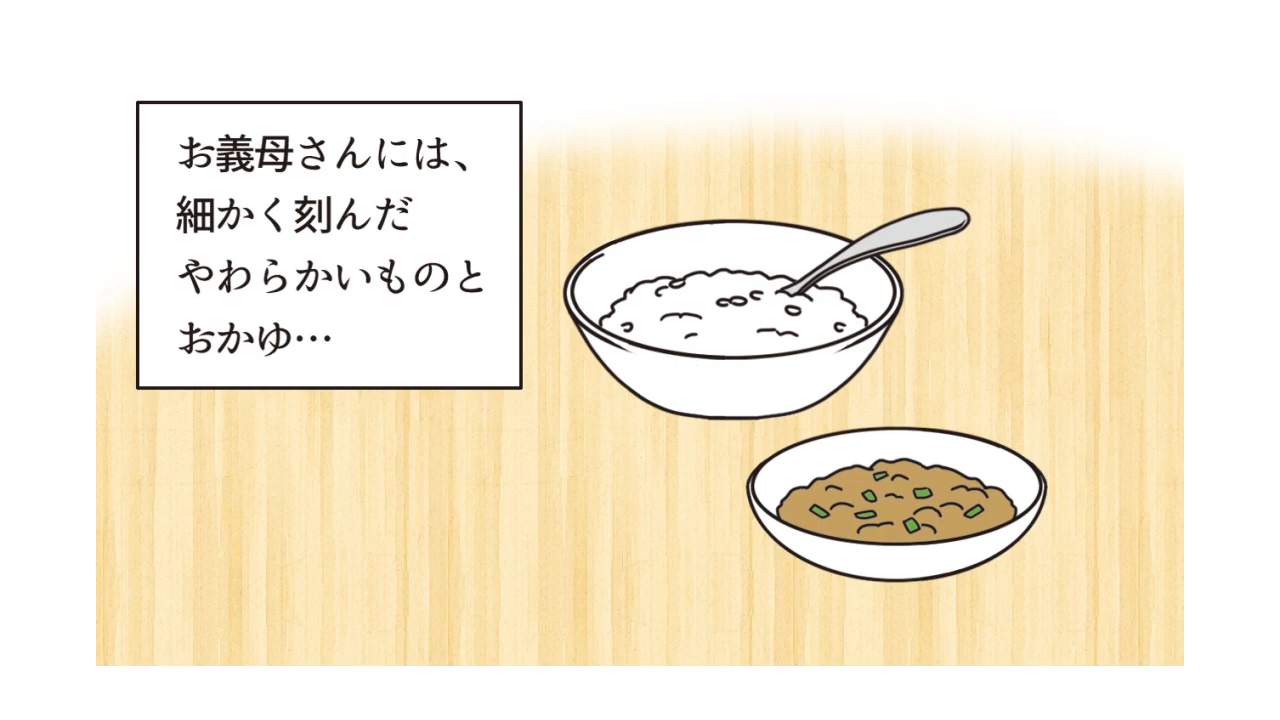 お義母さんには、
細かく刻んだ
やわらかいものと
おかゆ…